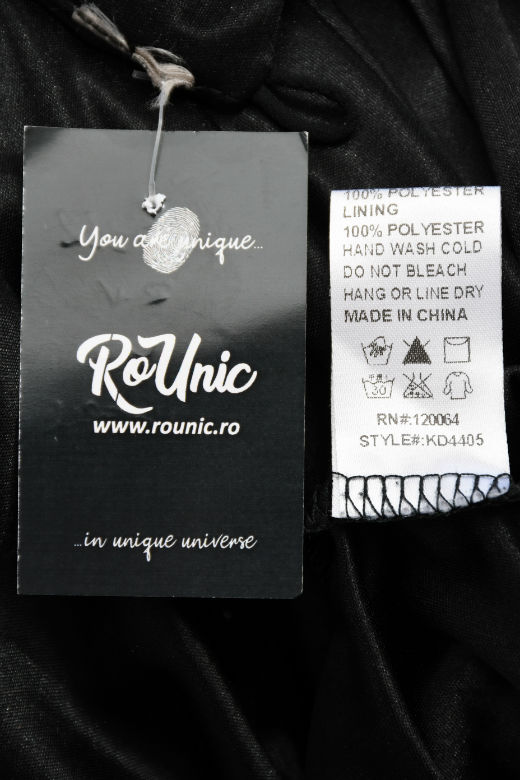 You are unique...
RoUnic
www.rounic.ro
...in unique universe
100% POLYESTER
LINING
100% POLYESTER
HAND WASH COLD
DO NOT BLEACH
HANG OR LINE DRY
MADE IN CHINA
30
RN#:120064
STYLE#:KD4405